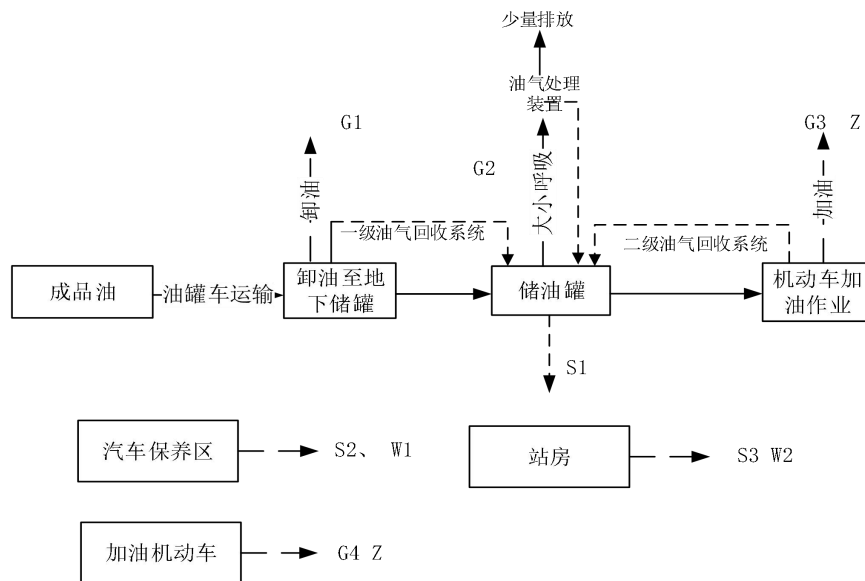 少量排放
油气处理
装置
G1
G3 Z
G2
卸油
大小呼吸
加油
一级油气回收系统
二级油气回收系统
成品油
油罐车运输
卸油至地
下储罐
储油罐
机动车加
油作业
S1
汽车保养区
S2、 W1
站房
S3 W2
加油机动车
G4 Z